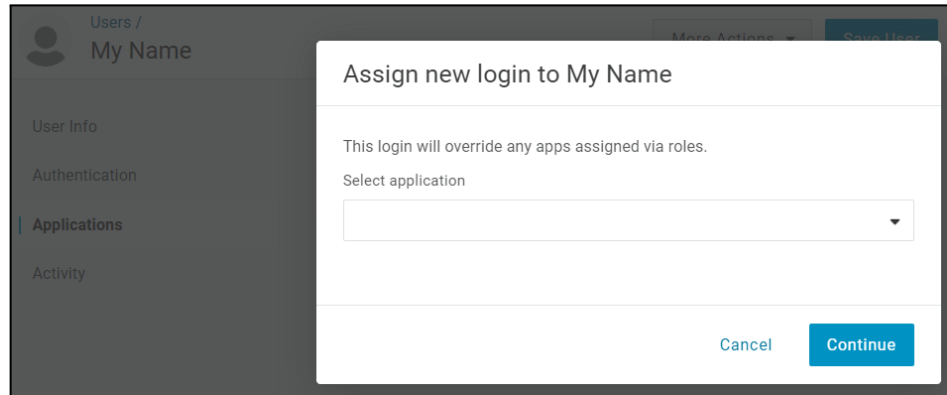 Users /
My Name
More Actions
Save User
Assign new login to My Name
User Info
This login will override any apps assigned via roles.
Authentication
Select application
Applications
Activity
Cancel
Continue